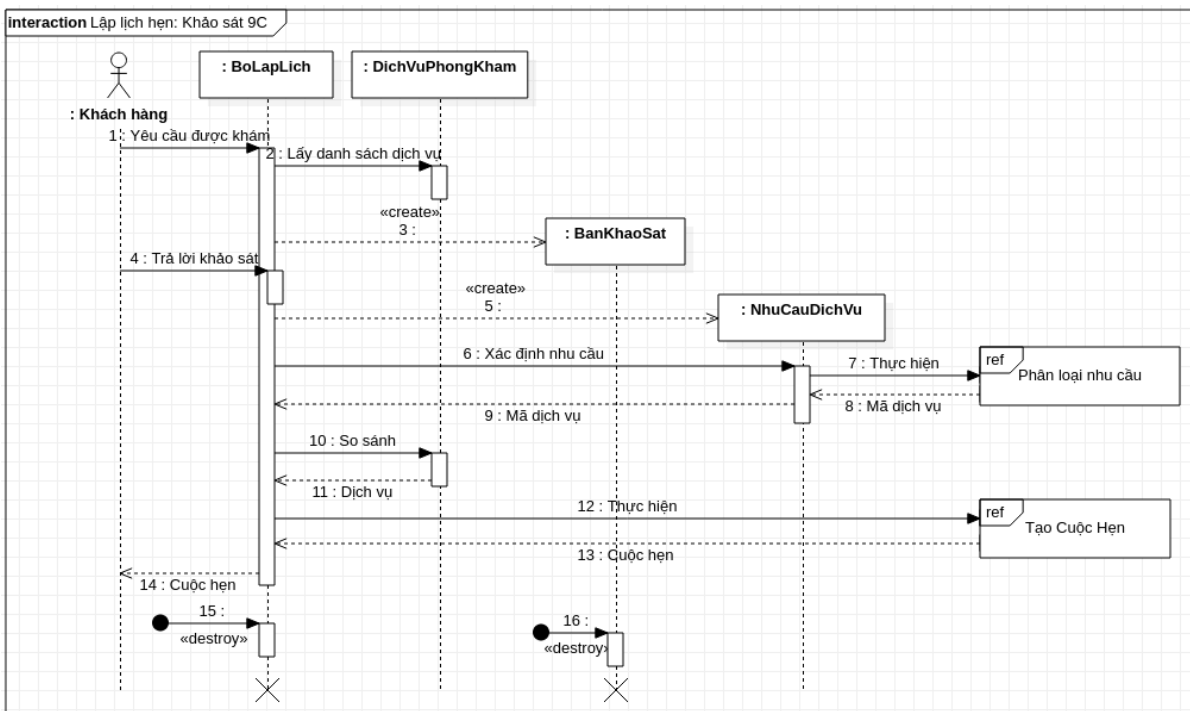 interaction Lập lịch hẹn: Khảo sát 9C
: BoLapLich
: DichVuPhongKham
: Khách hàng
1 : Yêu cầu được khám
2 : Lấy danh sách dịch vụ
«create»
3 :
: BanKhaoSat
4 : Trả lời khảo sát
«create»
5 :
: NhuCauDichVu
6 : Xác định nhu cầu
7 : Thực hiện
ref
Phân loại nhu cầu
8 : Mã dịch vụ
9 : Mã dịch vụ
10 : So sánh
11 : Dịch vụ
12 : Thực hiện
ref
Tạo Cuộc Hẹn
13 : Cuộc hẹn
14 : Cuộc hẹn
15 :
«destroy»
16 :
«destroy»